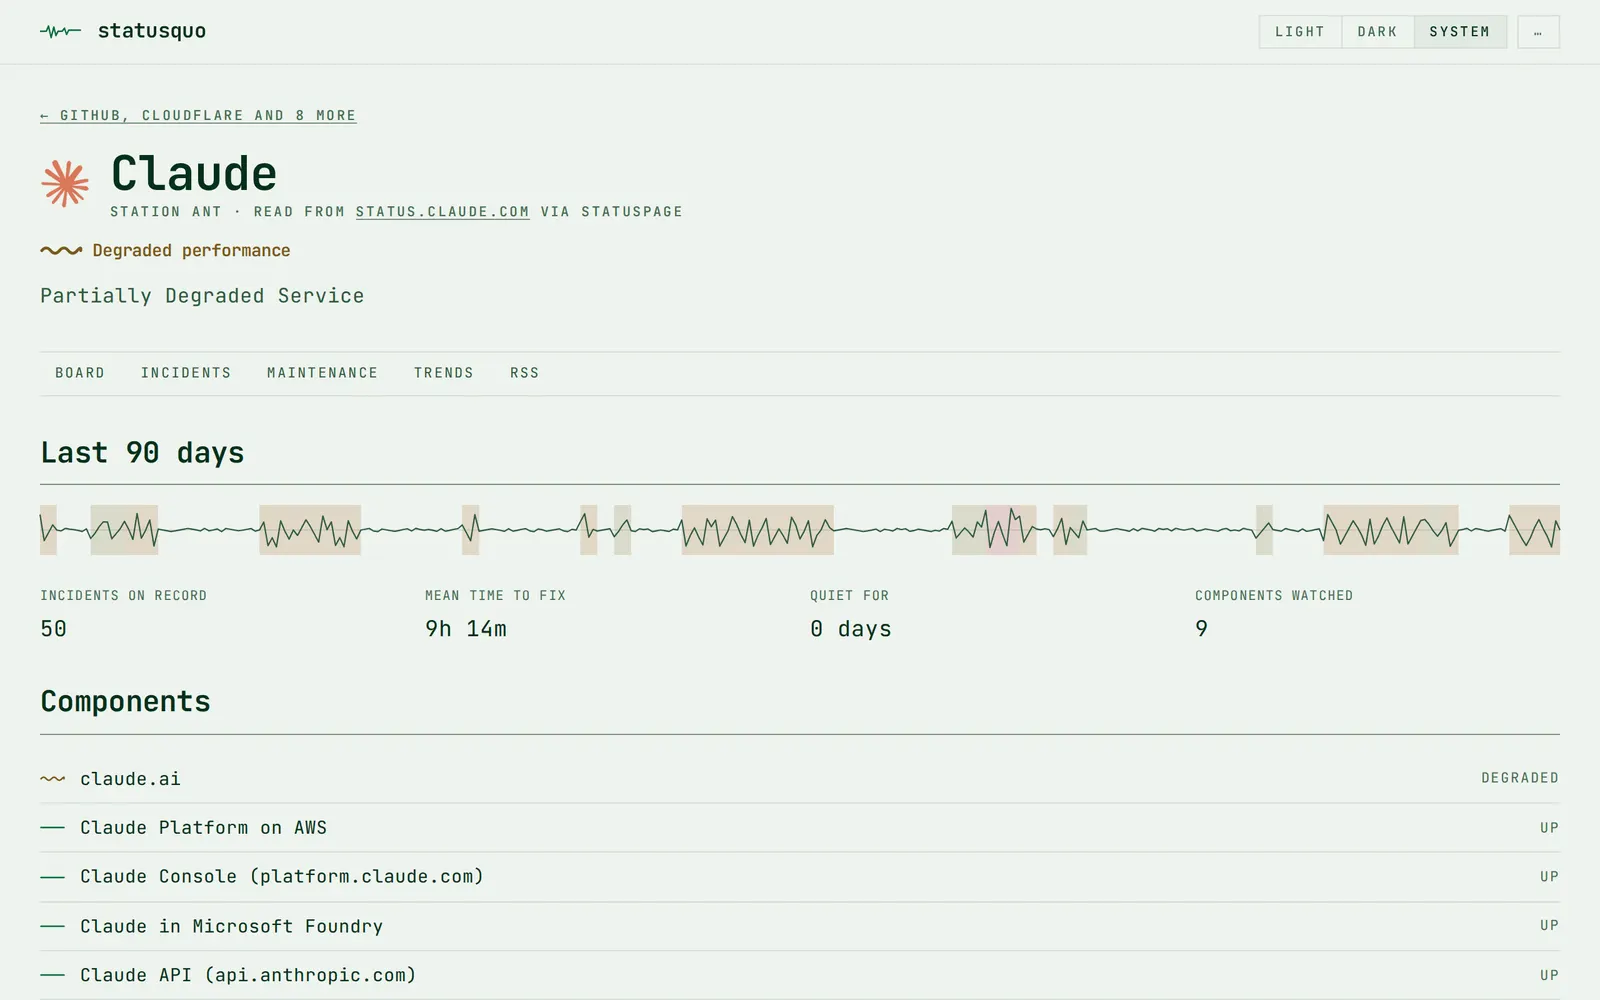 statusquo
LIGHT DARK SYSTEM …
← GITHUB, CLOUDFLARE AND 8 MORE
Claude
STATION ANT · READ FROM STATUS.CLAUDE.COM VIA STATUSPAGE
Degraded performance
Partially Degraded Service
BOARD INCIDENTS MAINTENANCE TRENDS RSS
Last 90 days
INCIDENTS ON RECORD MEAN TIME TO FIX QUIET FOR COMPONENTS WATCHED
50 9h 14m 0 days 9
Components
claude.ai DEGRADED
Claude Platform on AWS UP
Claude Console (platform.claude.com) UP
Claude in Microsoft Foundry UP
Claude API (api.anthropic.com) UP